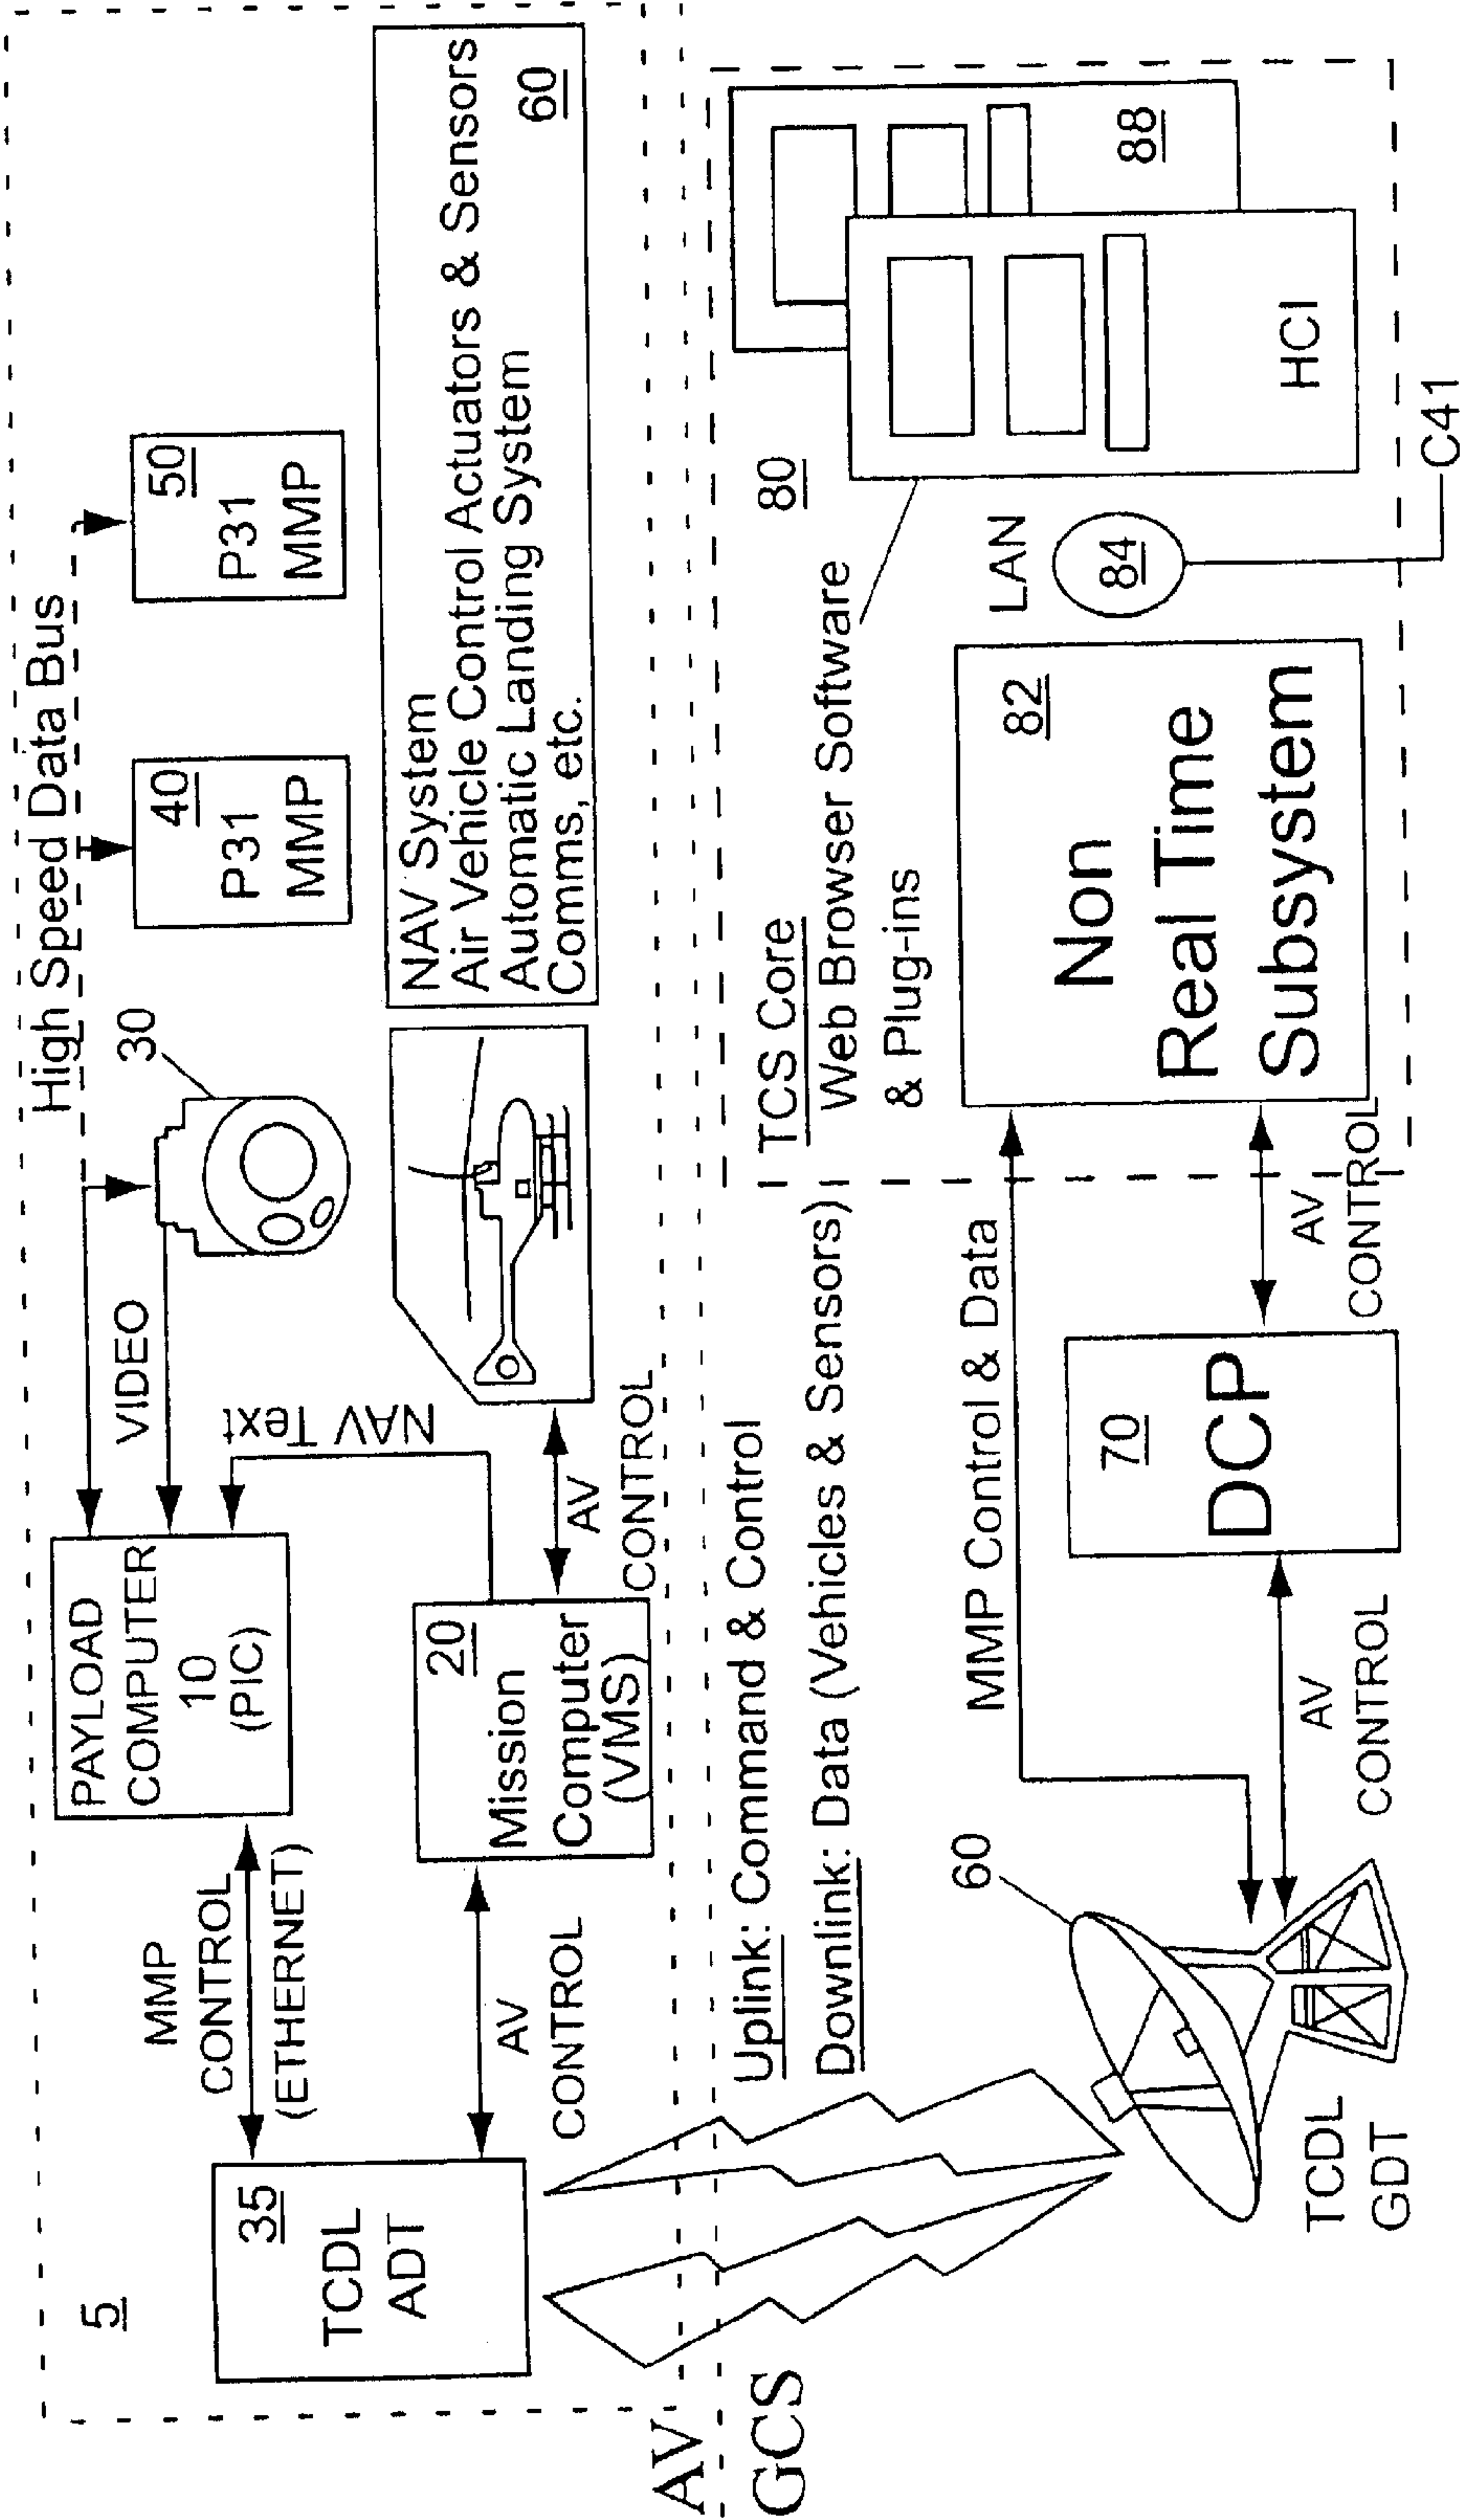 5
35
TCDL
ADT
MMP
CONTROL
(ETHERNET)
AV
CONTROL
PAYLOAD
COMPUTER
10
(PIC)
20
Mission
Computer
(VMS)
VIDEO
NAV Text
AV
CONTROL
30
High Speed Data Bus
40
P31
MMP
50
P31
MMP
NAV System
Air Vehicle Control Actuators & Sensors
Automatic Landing System
Comms, etc.
60
AV
GCS
Uplink: Command & Control
Downlink: Data (Vehicles & Sensors)
60
TCDL
GDT
MMP Control & Data
AV
CONTROL
70
DCP
AV
CONTROL
TCS Core
80
Web Browser Software
& Plug-ins
82
Non
Real Time
Subsystem
LAN
84
C41
HCI
88